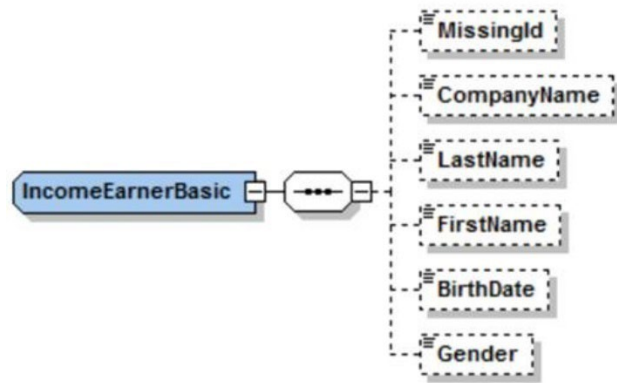 MissingId
CompanyName
LastName
IncomeEarnerBasic
FirstName
BirthDate
Gender